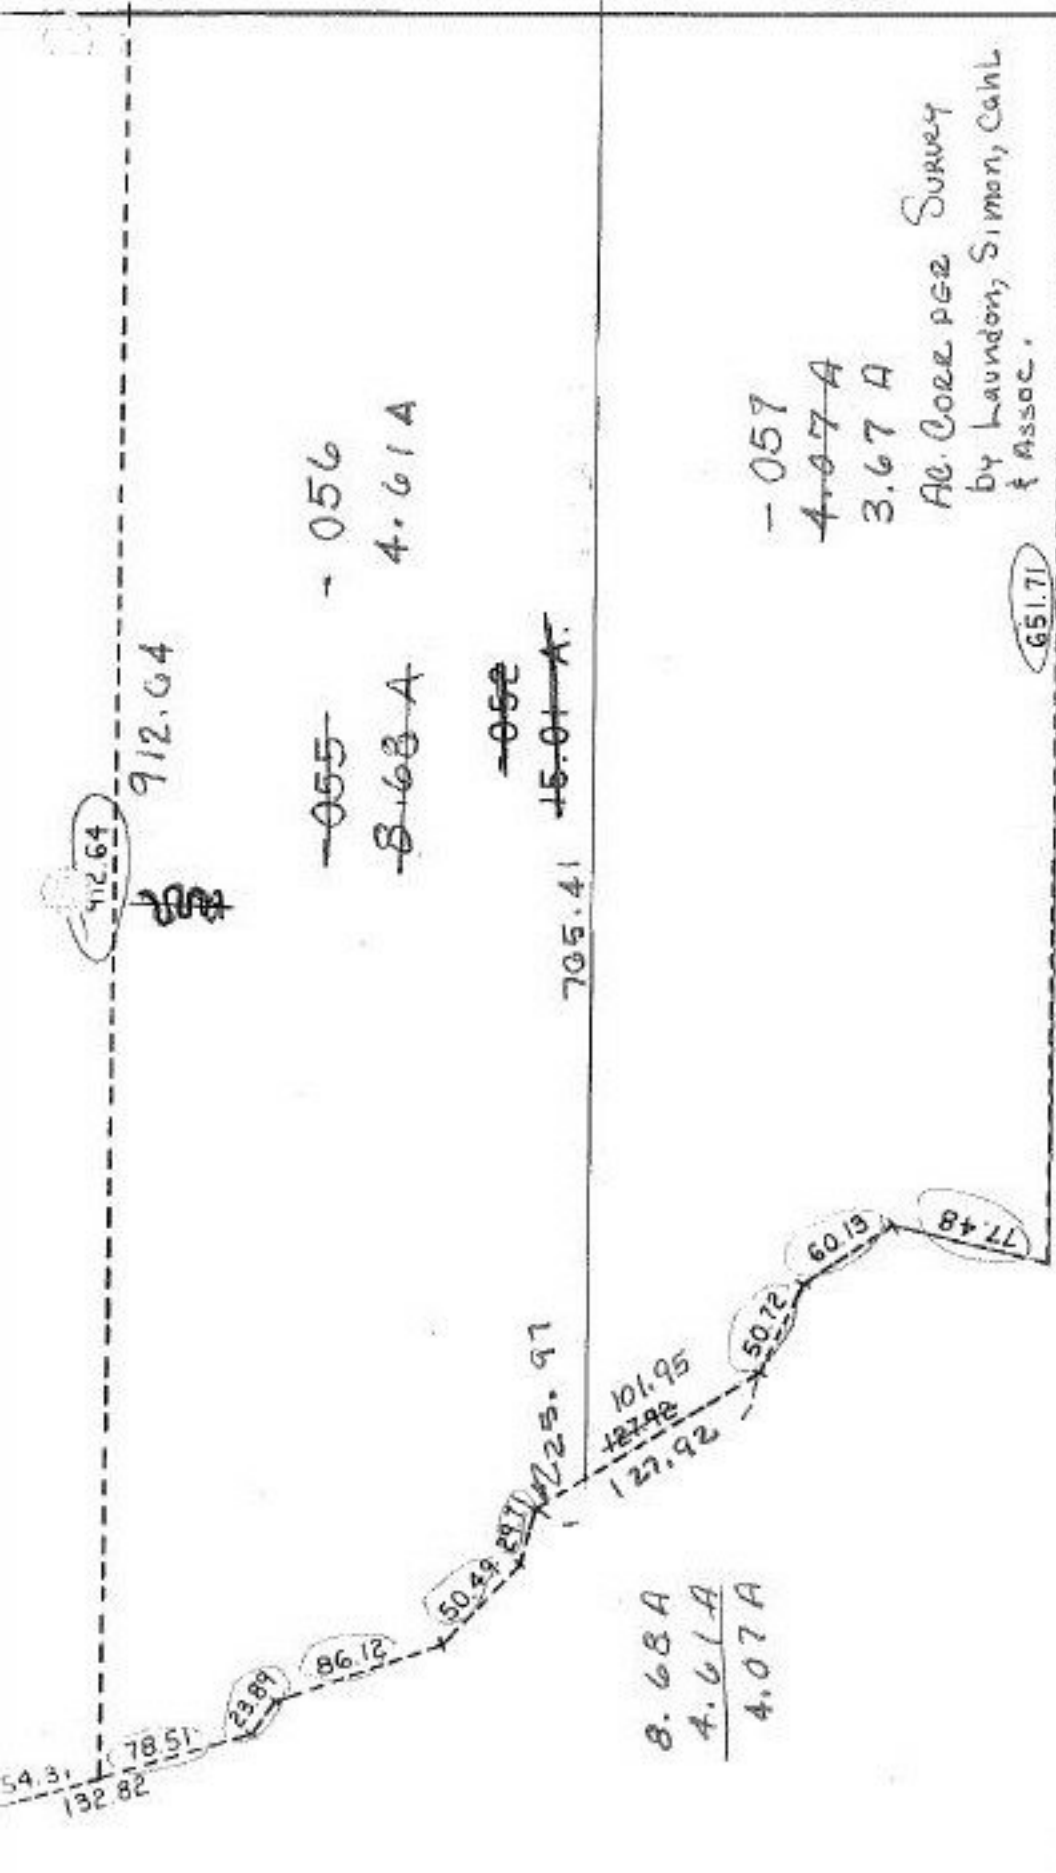 912.64
912.64
-055
-056
8.68 A
4.61 A
-052
15.01 A.
765.41
-057
4.07 A
3.67 A
AC. CORR PER SURVEY
by Laundon, Simon, Cahl
& Assoc.
651.71
54.3
132.82
78.51
23.89
86.12
50.49
29.71
25.97
101.95
127.92
127.92
50.72
60.13
77.48
8.68 A
4.61 A
4.07 A